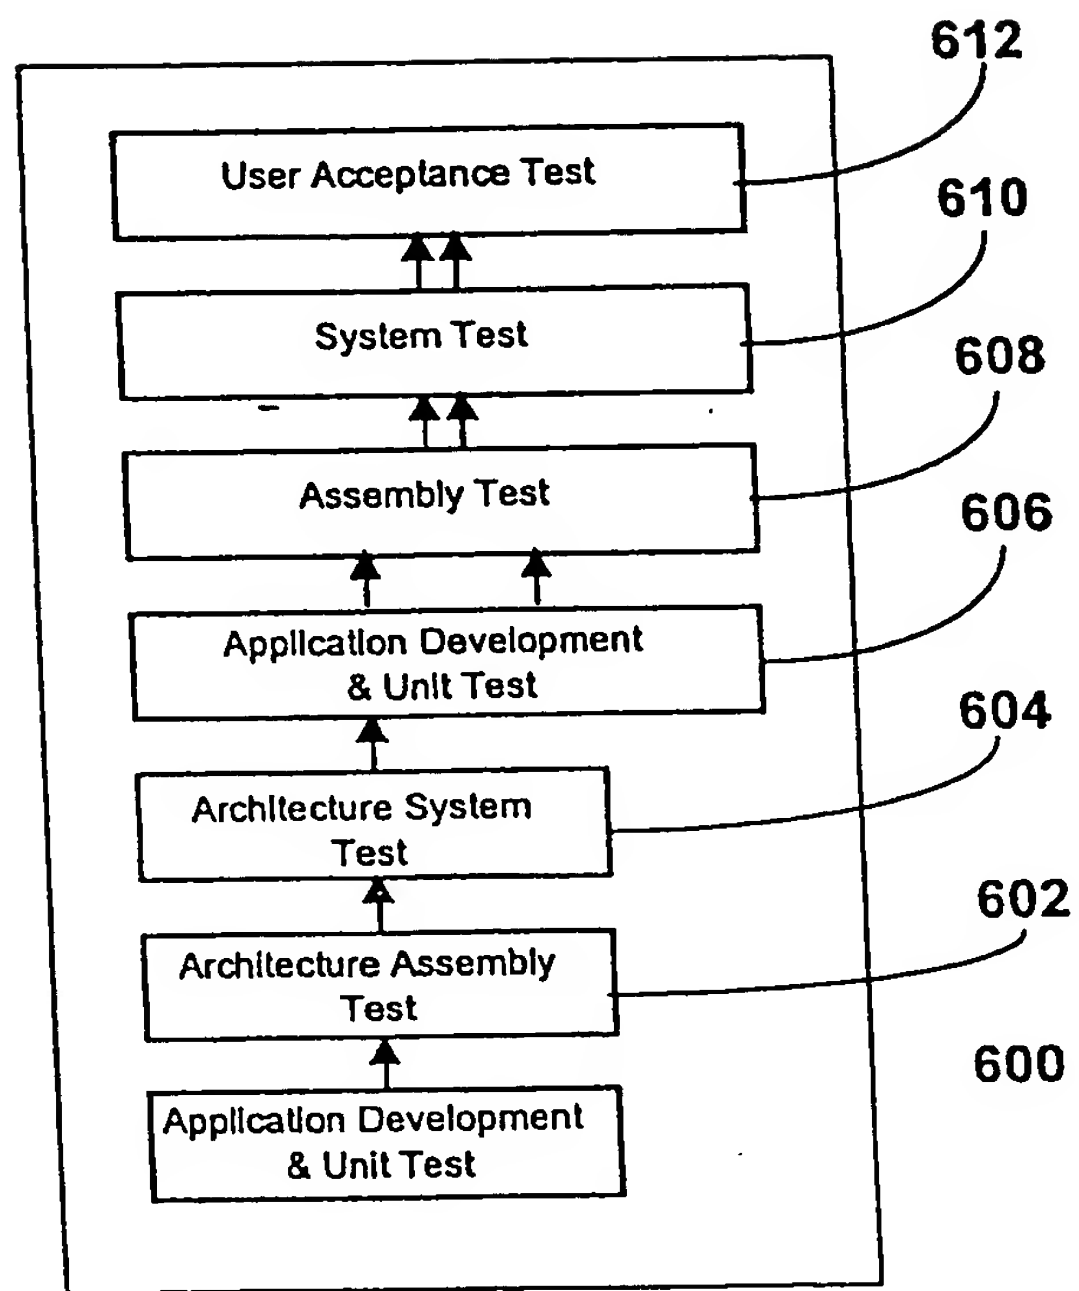 612
User Acceptance Test
610
System Test
608
Assembly Test
606
Application Development
& Unit Test
604
Architecture System
Test
602
Architecture Assembly
Test
600
Application Development
& Unit Test